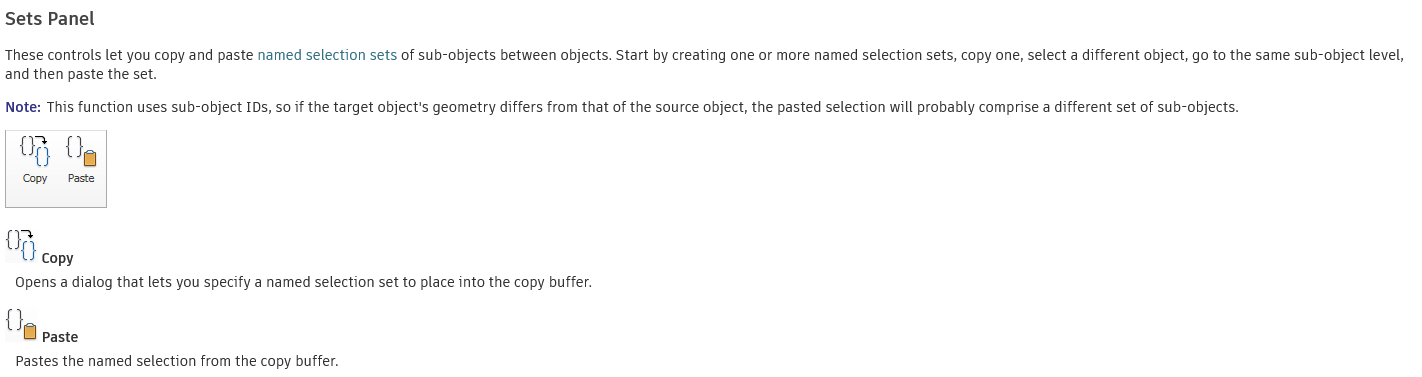 Sets Panel
These controls let you copy and paste named selection sets of sub-objects between objects. Start by creating one or more named selection sets, copy one, select a different object, go to the same sub-object level,
and then paste the set.
Note: This function uses sub-object IDs, so if the target object's geometry differs from that of the source object, the pasted selection will probably comprise a different set of sub-objects.
Copy Paste
Copy
Opens a dialog that lets you specify a named selection set to place into the copy buffer.
Paste
Pastes the named selection from the copy buffer.